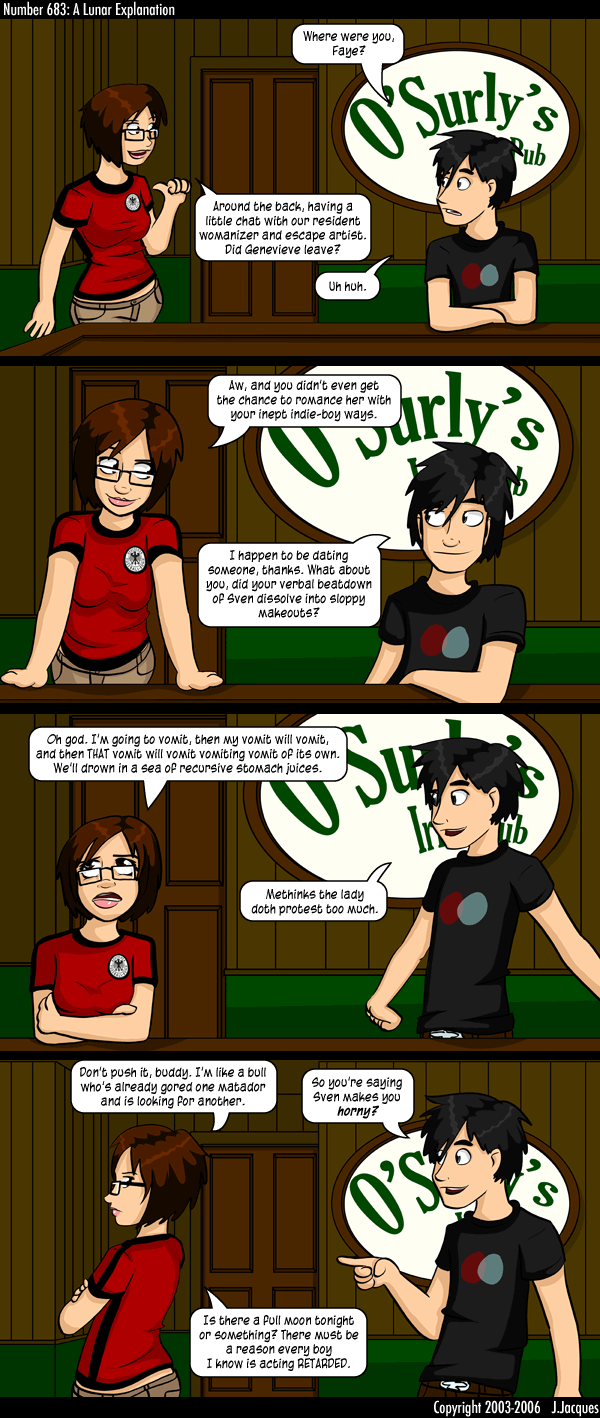 Number 683: A Lunar Explanation
Where were you,
Faye?
O'Surly's
Pub
Around the back, having a
little chat with our resident
womanizer and escape artist.
Did Genevieve leave?
Uh huh.
Aw, and you didn't even get
the chance to romance her with
your inept indie-boy ways.
O'Surly's
I happen to be dating
someone, thanks. What about
you, did your verbal beatdown
of Sven dissolve into sloppy
makeouts?
Oh god. I'm going to vomit, then my vomit will vomit,
and then THAT vomit will vomit vomiting vomit of its own.
We'll drown in a sea of recursive stomach juices.
O'Su y's
Iri ub
Methinks the lady
doth protest too much.
Don't push it, buddy. I'm like a bull
who's already gored one matador
and is looking for another.
So you're saying
Sven makes you
horny?
O'S y's
Is there a full moon tonight
or something? There must be
a reason every boy
I know is acting RETARDED.
Copyright 2003-2006 J.Jacques